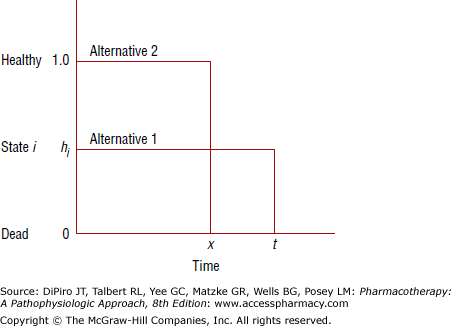 Alternative 2
Healthy 1.0
Alternative 1
State i hi
Dead 0
x t
Time
Source: DiPiro JT, Talbert RL, Yee GC, Matzke GR, Wells BG, Posey LM: Pharmacotherapy:
A Pathophysiologic Approach, 8th Edition: www.accesspharmacy.com
Copyright © The McGraw-Hill Companies, Inc. All rights reserved.